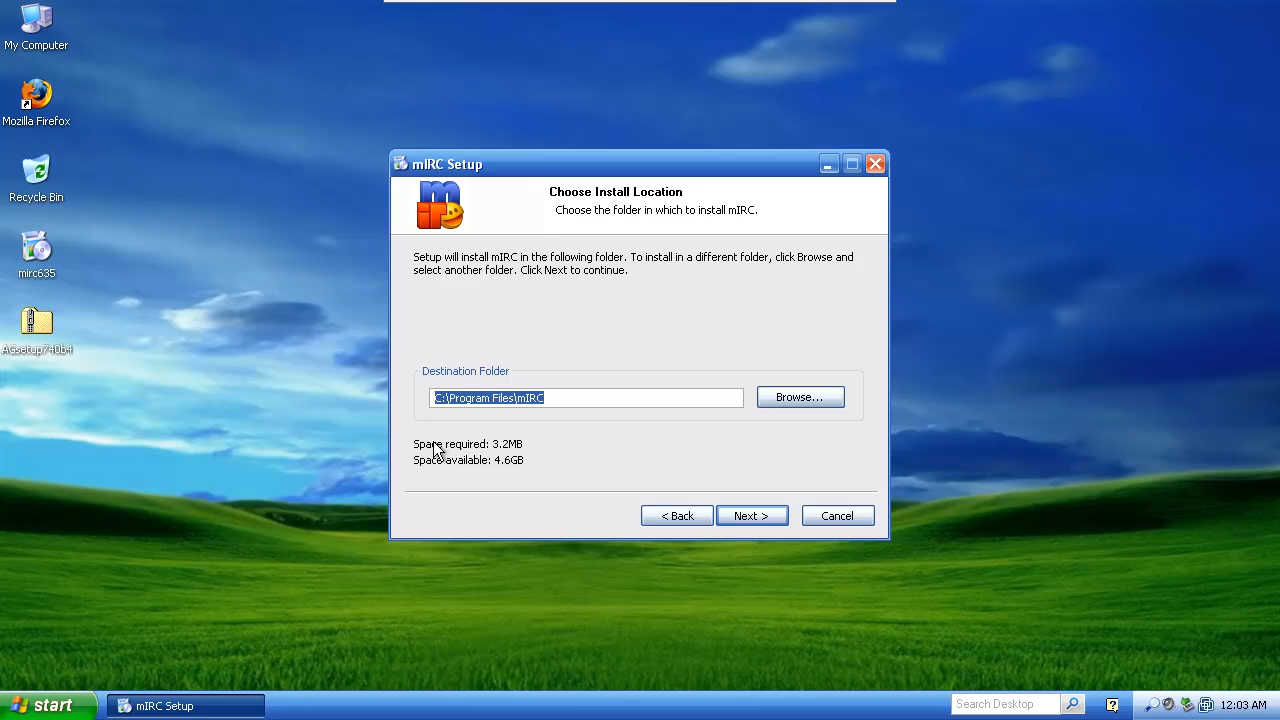 My Computer
Mozilla Firefox
Recycle Bin
mirc635
AGsetup740b4
mIRC Setup
Choose Install Location
Choose the folder in which to install mIRC.
Setup will install mIRC in the following folder. To install in a different folder, click Browse and
select another folder. Click Next to continue.
Destination Folder
C:\Program Files\mIRC
Browse...
Space required: 3.2MB
Space available: 4.6GB
< Back
Next >
Cancel
start
mIRC Setup
Search Desktop
12:03 AM